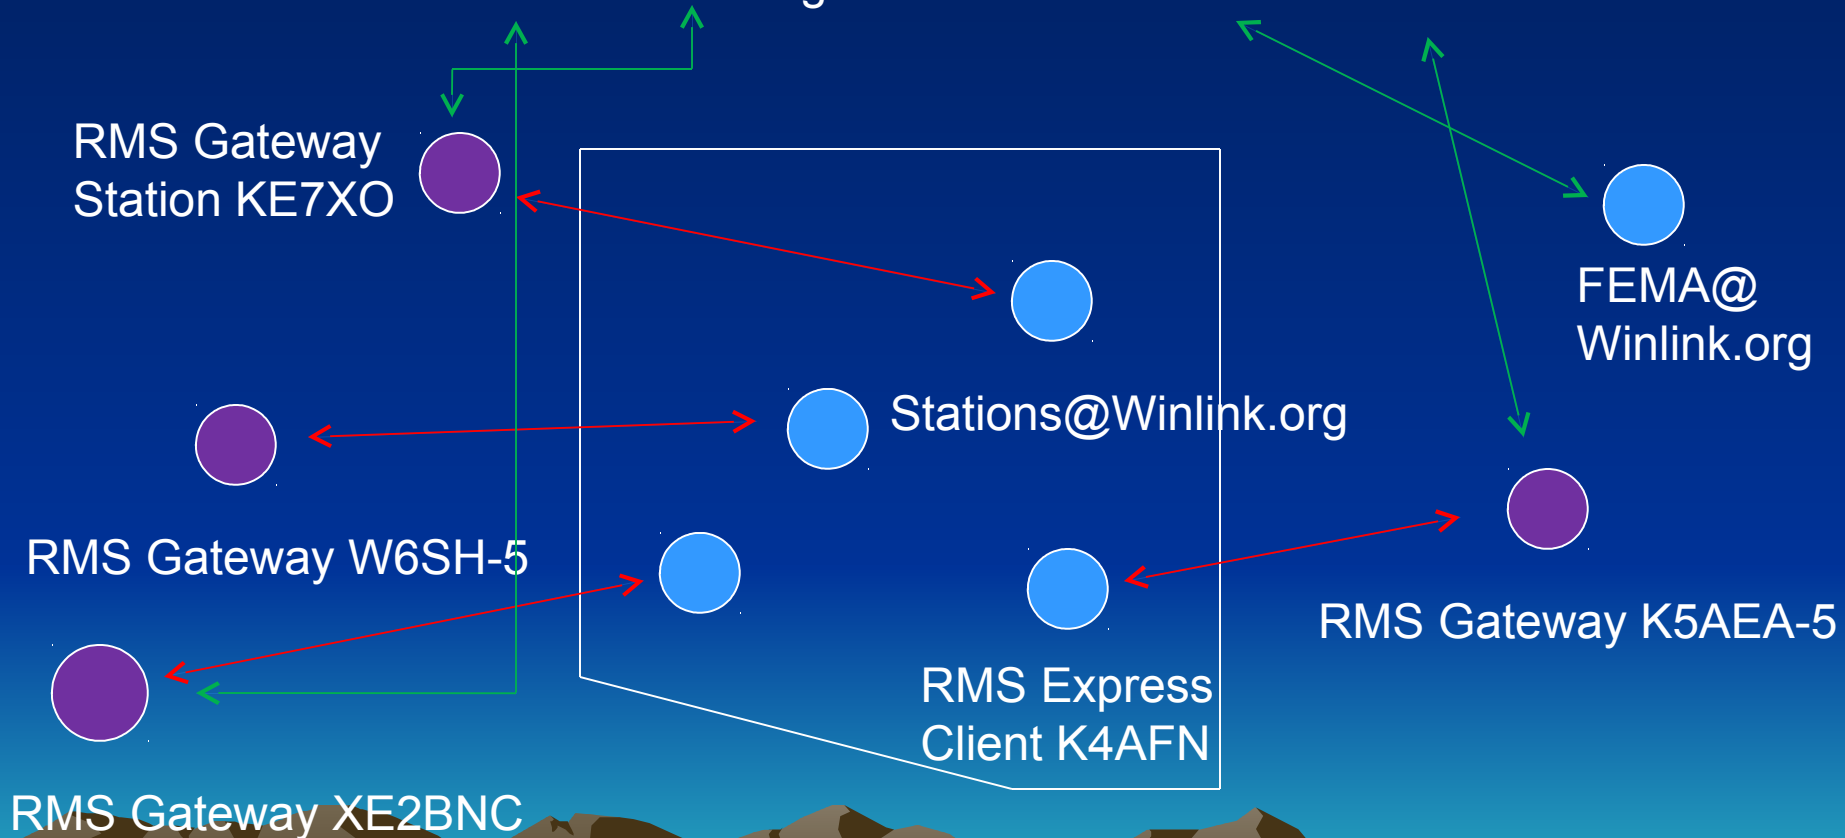 RMS Gateway
Station KE7XO
FEMA@
Winlink.org
Stations@Winlink.org
RMS Gateway W6SH-5
RMS Gateway K5AEA-5
RMS Express
Client K4AFN
RMS Gateway XE2BNC